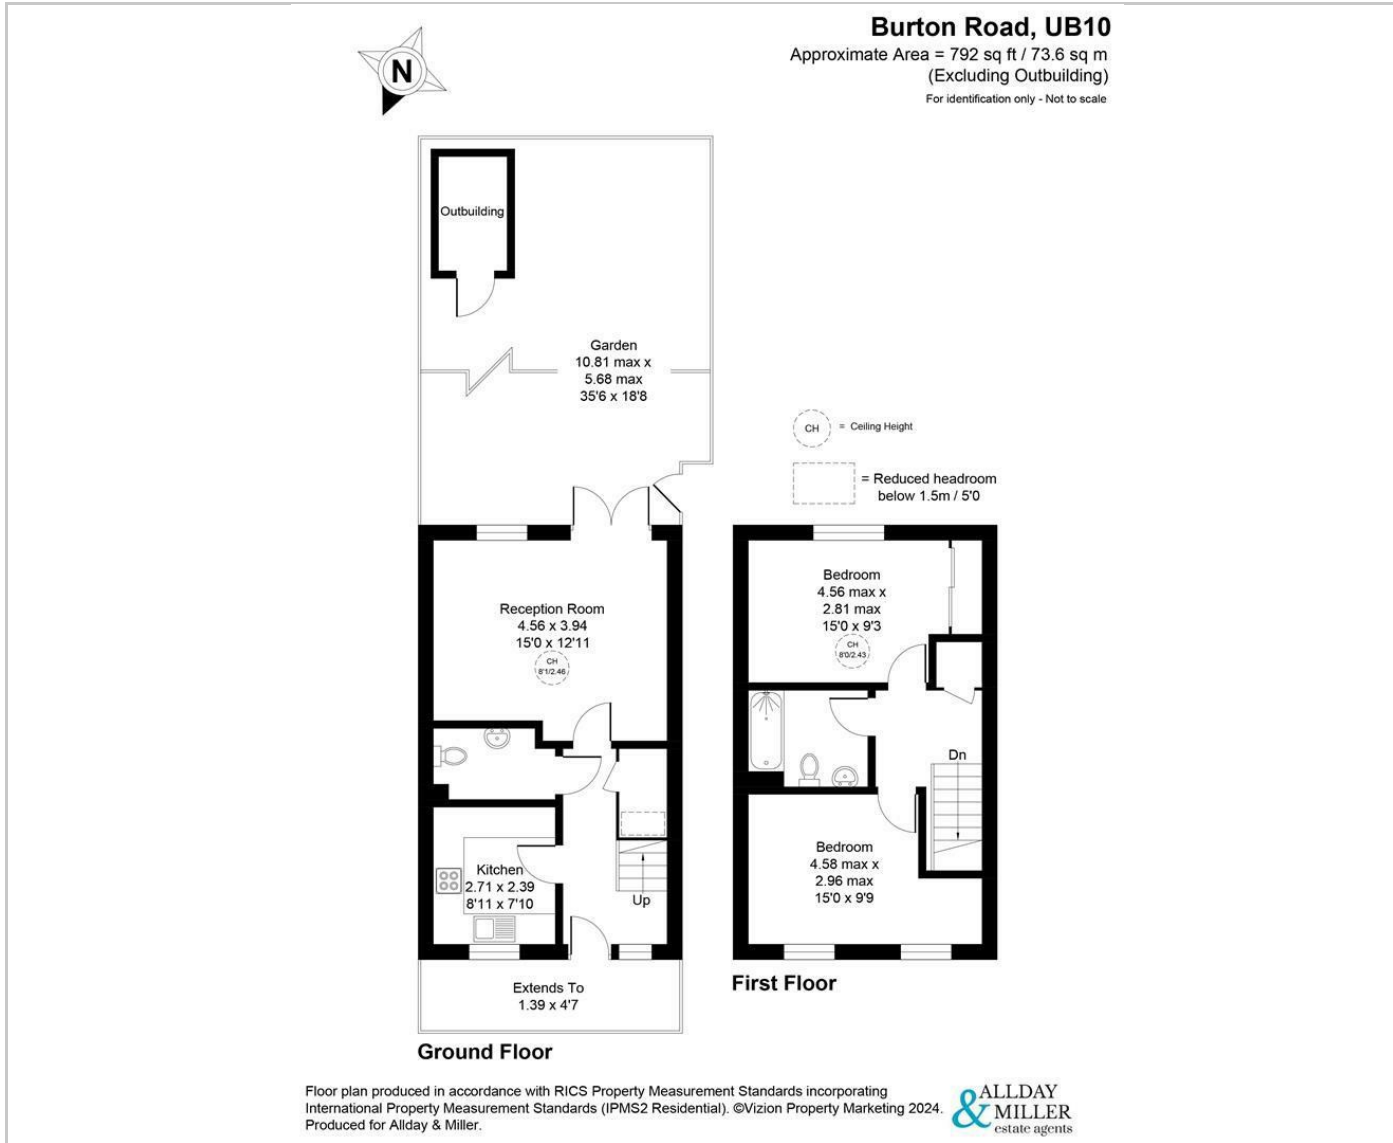 Burton Road, UB10
Approximate Area = 792 sq ft / 73.6 sq m
(Excluding Outbuilding)
For identification only - Not to scale
N
Outbuilding
Garden
10.81 max x
5.68 max
35'6 x 18'8
CH = Ceiling Height
= Reduced headroom
below 1.5m / 5'0
Reception Room
4.56 x 3.94
15'0 x 12'11
CH
8'1/2.46
Kitchen
2.71 x 2.39
8'11 x 7'10
Up
Extends To
1.39 x 4'7
Ground Floor
Bedroom
4.56 max x
2.81 max
15'0 x 9'3
CH
8'0/2.43
Dn
Bedroom
4.58 max x
2.96 max
15'0 x 9'9
First Floor
Floor plan produced in accordance with RICS Property Measurement Standards incorporating
International Property Measurement Standards (IPMS2 Residential). ©Vizion Property Marketing 2024.
Produced for Allday & Miller.
ALLDAY
& MILLER
estate agents